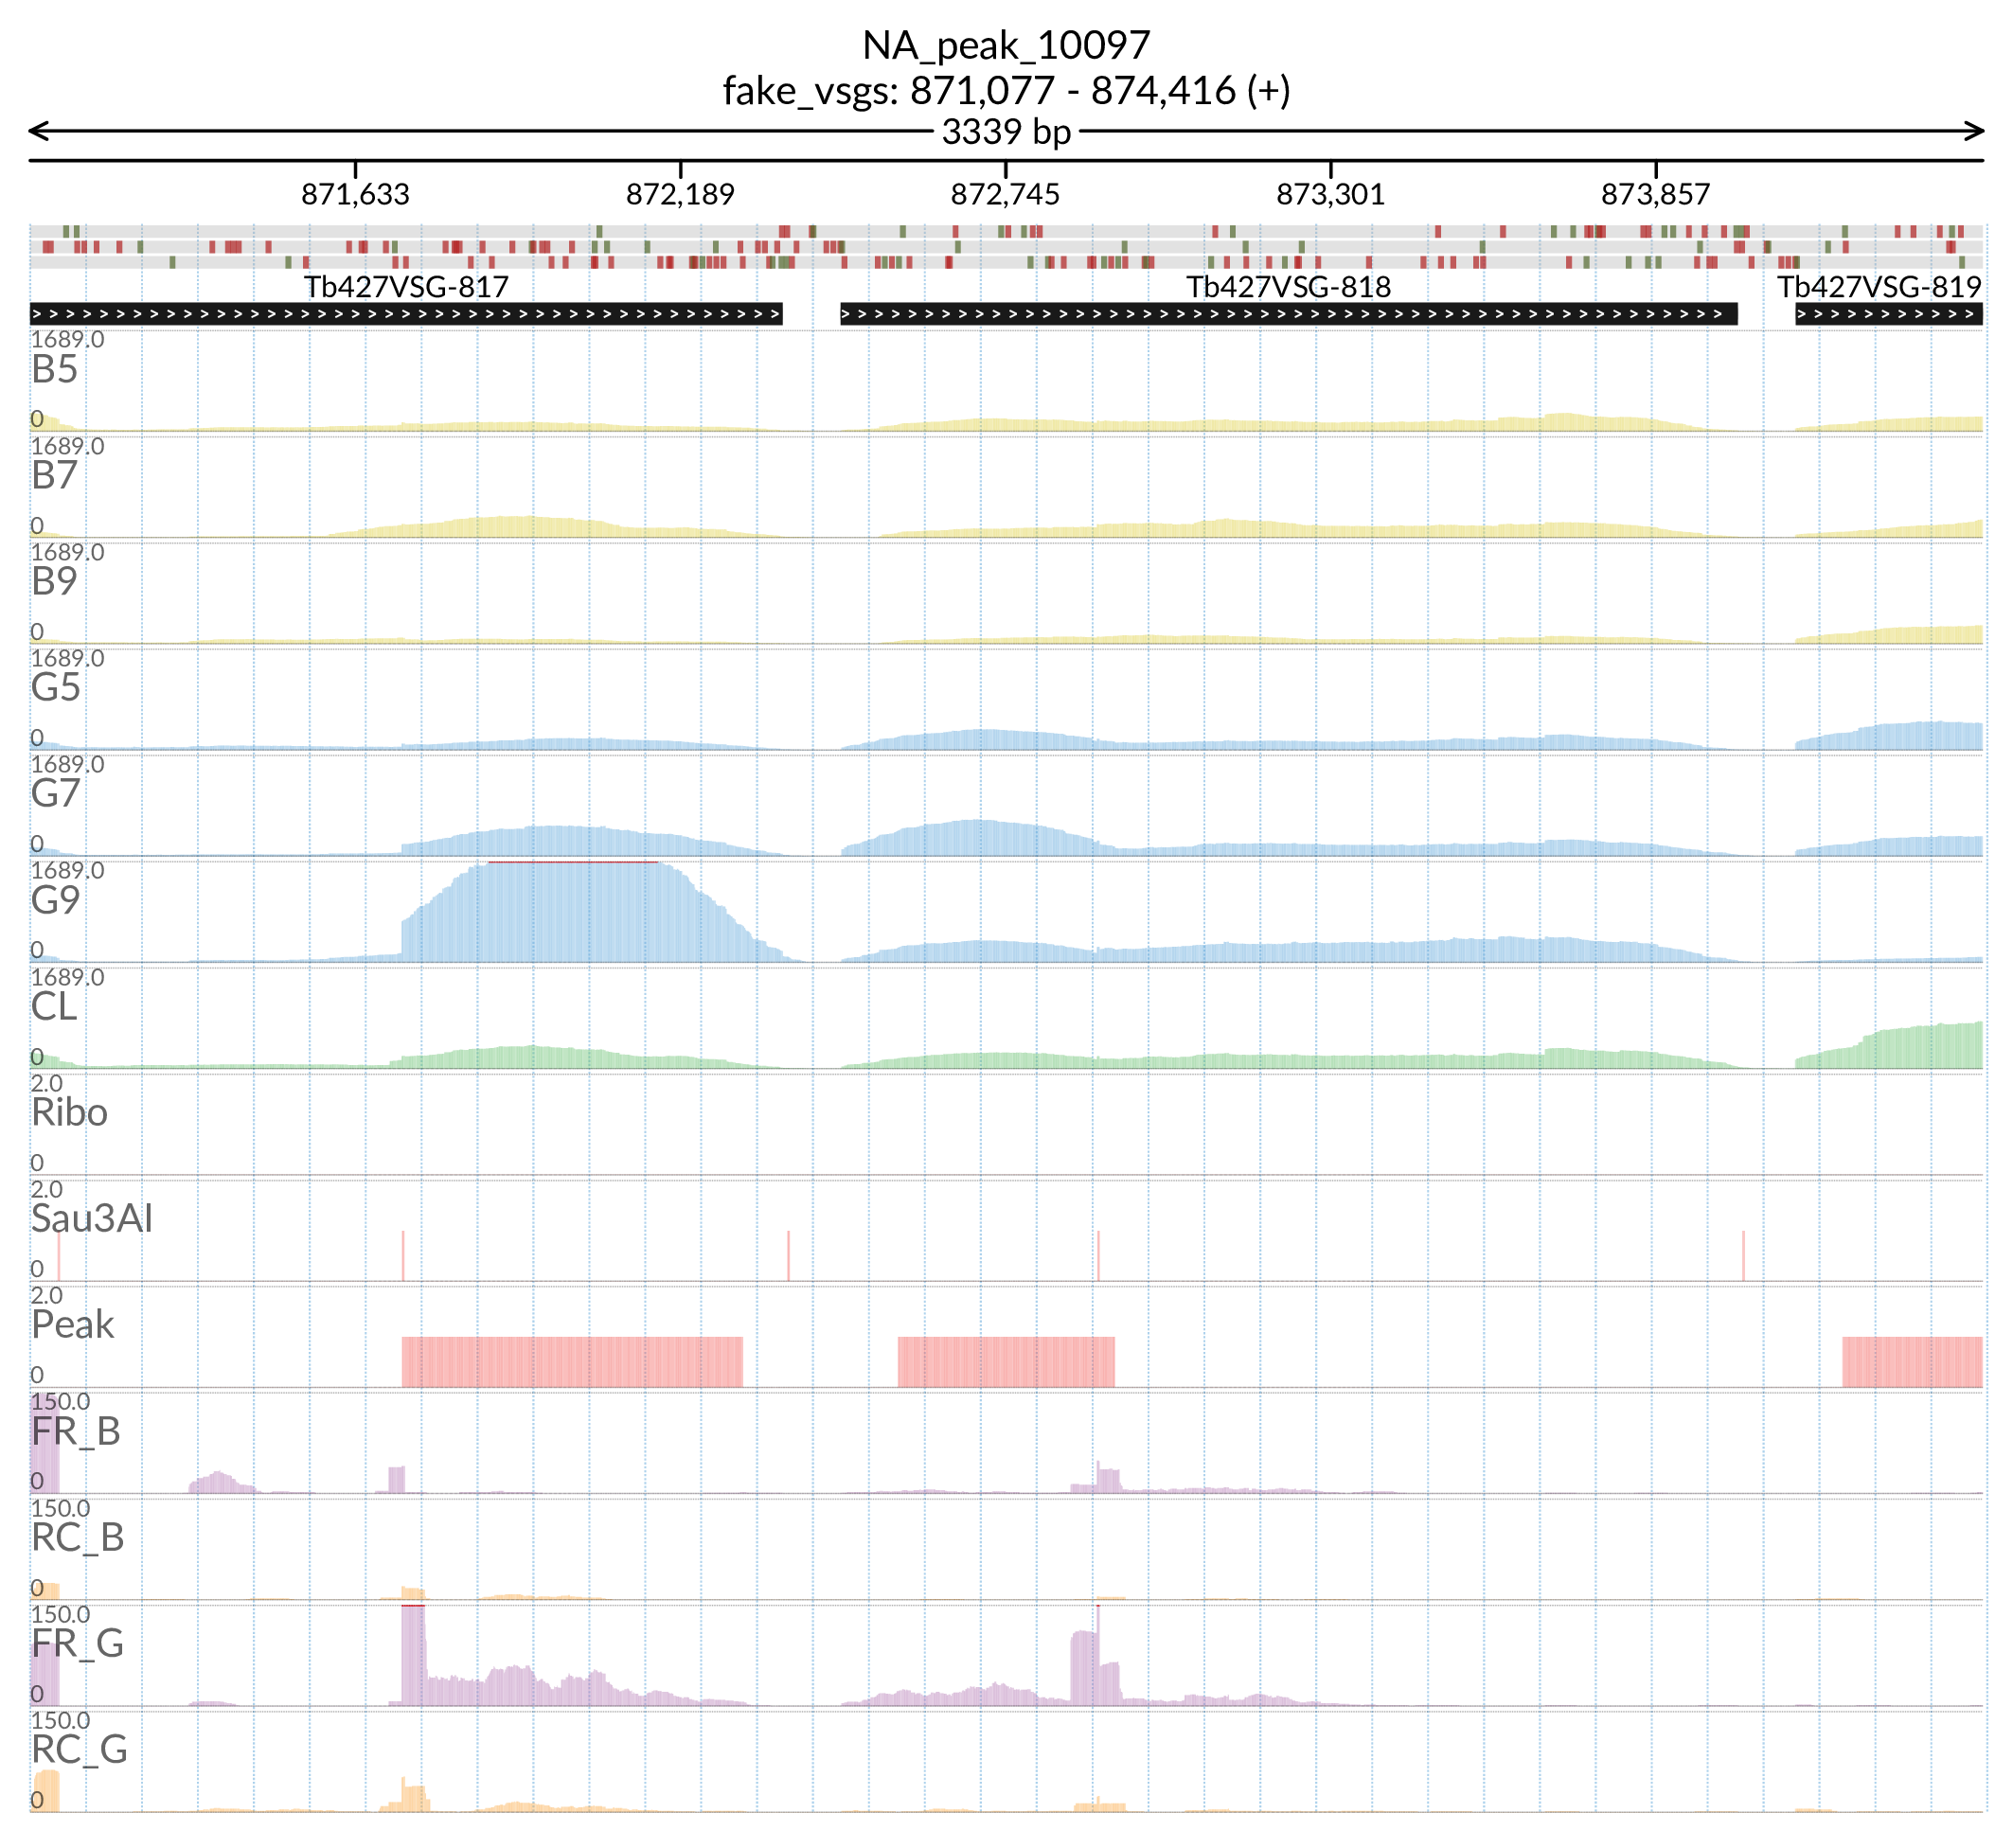 NA_peak_10097
fake_vsgs: 871,077 - 874,416 (+)
3339 bp
871,633 872,189 872,745 873,301 873,857
Tb427VSG-817 Tb427VSG-818 Tb427VSG-819
1689.0
B5
0
1689.0
B7
0
1689.0
B9
0
1689.0
G5
0
1689.0
G7
0
1689.0
G9
0
1689.0
CL
0
2.0
Ribo
0
2.0
Sau3AI
0
2.0
Peak
0
150.0
FR_B
0
150.0
RC_B
0
150.0
FR_G
0
150.0
RC_G
0